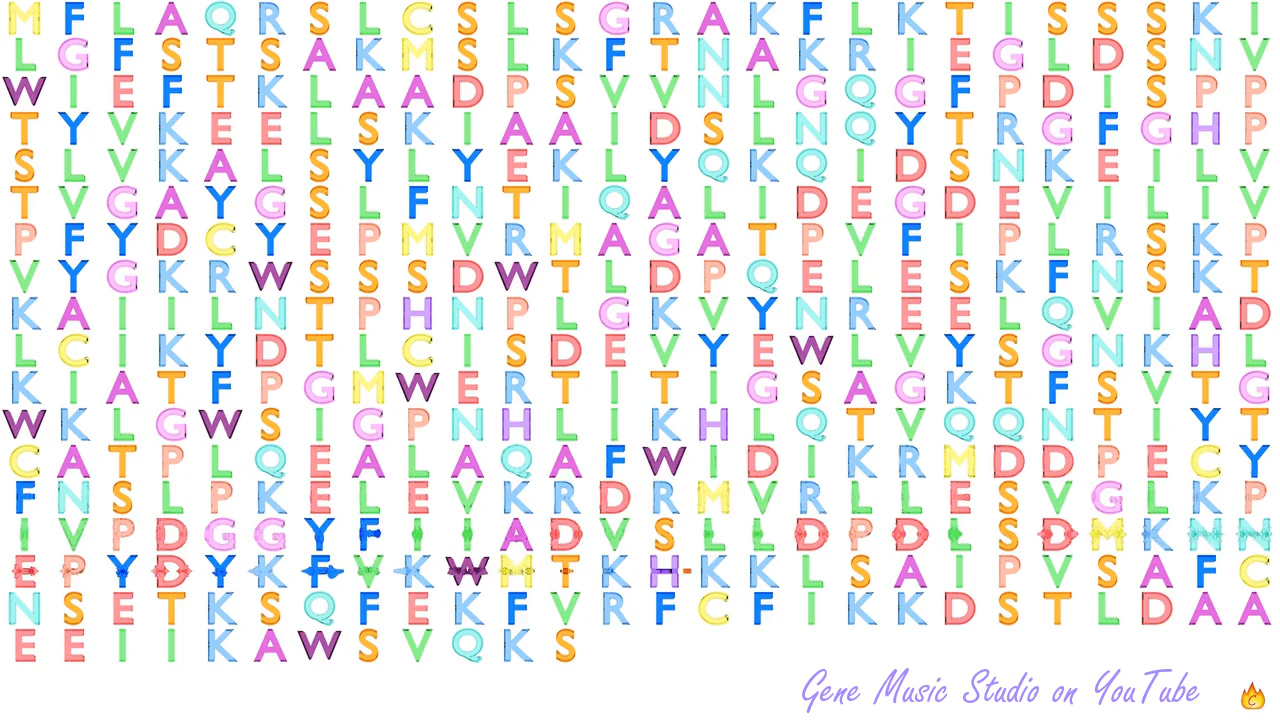 M F L A Q R S L C S L S G R A K F L K T I S S S K I
L G F S T S A K M S L K F T N A K R I E G L D S N V
W I E F T K L A A D P S V V N L G Q G F P D I S P P
T Y V K E E L S K I A A I D S L N Q Y T R G F G H P
S L V K A L S Y L Y E K L Y Q K Q I D S N K E I L V
T V G A Y G S L F N T I Q A L I D E G D E V I L I V
P F Y D C Y E P M V R M A G A T P V F I P L R S K P
V Y G K R W S S S D W T L D P Q E L E S K F N S K T
K A I I L N T P H N P L G K V Y N R E E L Q V I A D
L C I K Y D T L C I S D E V Y E W L V Y S G N K H L
K I A T F P G M W E R T I T I G S A G K T F S V T G
W K L G W S I G P N H L I K H L Q T V Q Q N T I Y T
C A T P L Q E A L A Q A F W I D I K R M D D P E C Y
F N S L P K E L E V K R D R M V R L L E S V G L K P
I V P D G G Y F I I A D V S L L D P D L S D M K N N
E P Y D Y K F V K W M T K H K K L S A I P V S A F C
N S E T K S Q F E K F V R F C F I K K D S T L D A A
E E I I K A W S V Q K S
Gene Music Studio on YouTube